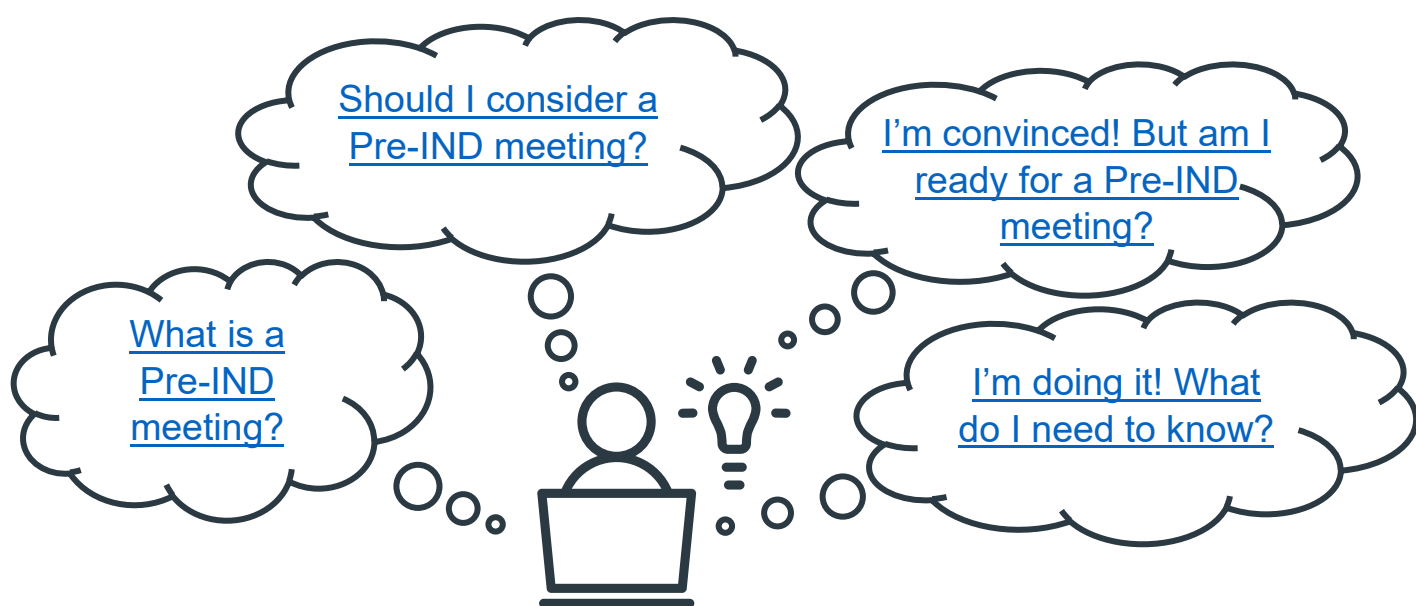 Should I consider a
Pre-IND meeting?
I’m convinced! But am I
ready for a Pre-IND
meeting?
What is a
Pre-IND
meeting?
I’m doing it! What
do I need to know?